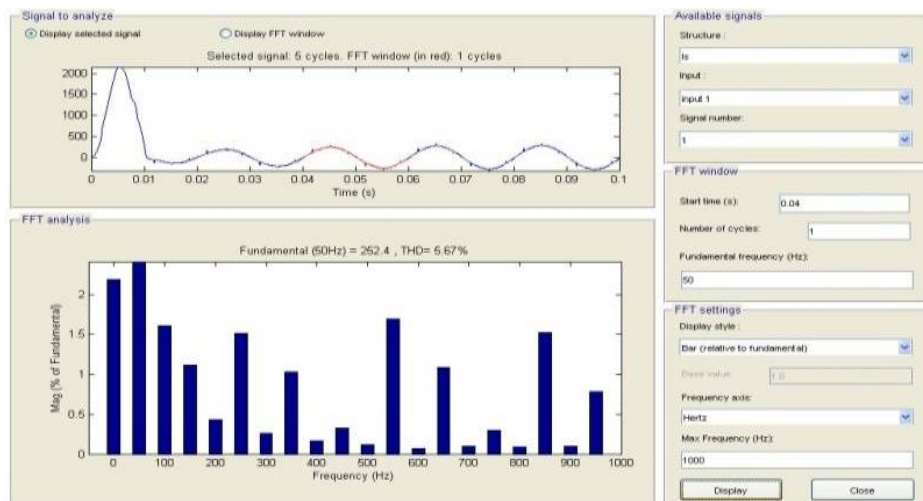 Signal to analyze
Display selected signal
Display FFT window
Selected signal: 5 cycles. FFT window (in red): 1 cycles
2000
1500
1000
500
0
0
0.01
0.02
0.03
0.04
0.05
0.06
0.07
0.08
0.09
0.1
Time (s)
FFT analysis
Fundamental (50Hz) = 252.4 , THD= 5.67%
Mag (% of Fundamental)
2
1.5
1
0.5
0
0
100
200
300
400
500
600
700
800
900
1000
Frequency (Hz)
Available signals
Structure :
Is
Input :
input 1
Signal number:
1
FFT window
Start time (s):
0.04
Number of cycles:
1
Fundamental frequency (Hz):
50
FFT settings
Display style :
Bar (relative to fundamental)
Base value:
1.0
Frequency axis:
Hertz
Max Frequency (Hz):
1000
Display
Close